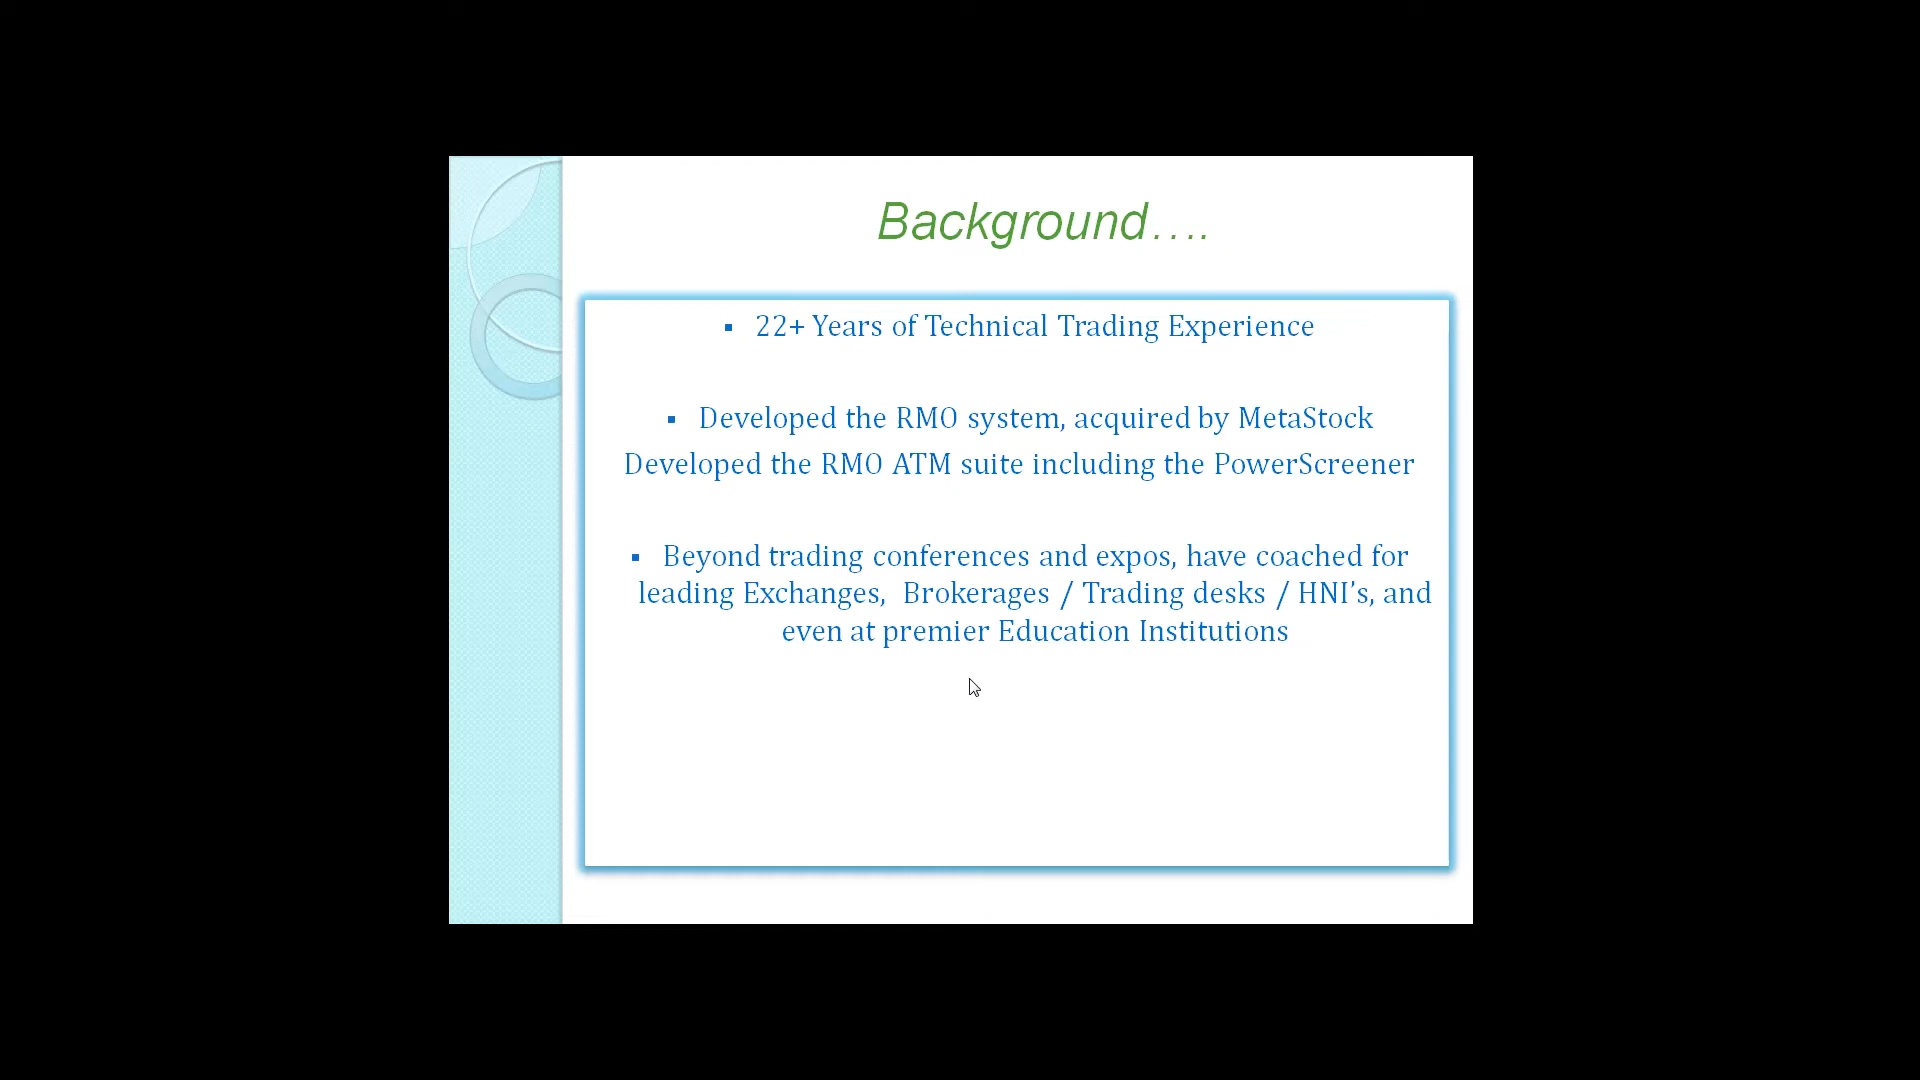 Background….
▪ 22+ Years of Technical Trading Experience
▪ Developed the RMO system, acquired by MetaStock
Developed the RMO ATM suite including the PowerScreener
▪ Beyond trading conferences and expos, have coached for
leading Exchanges,  Brokerages / Trading desks / HNI’s, and
even at premier Education Institutions